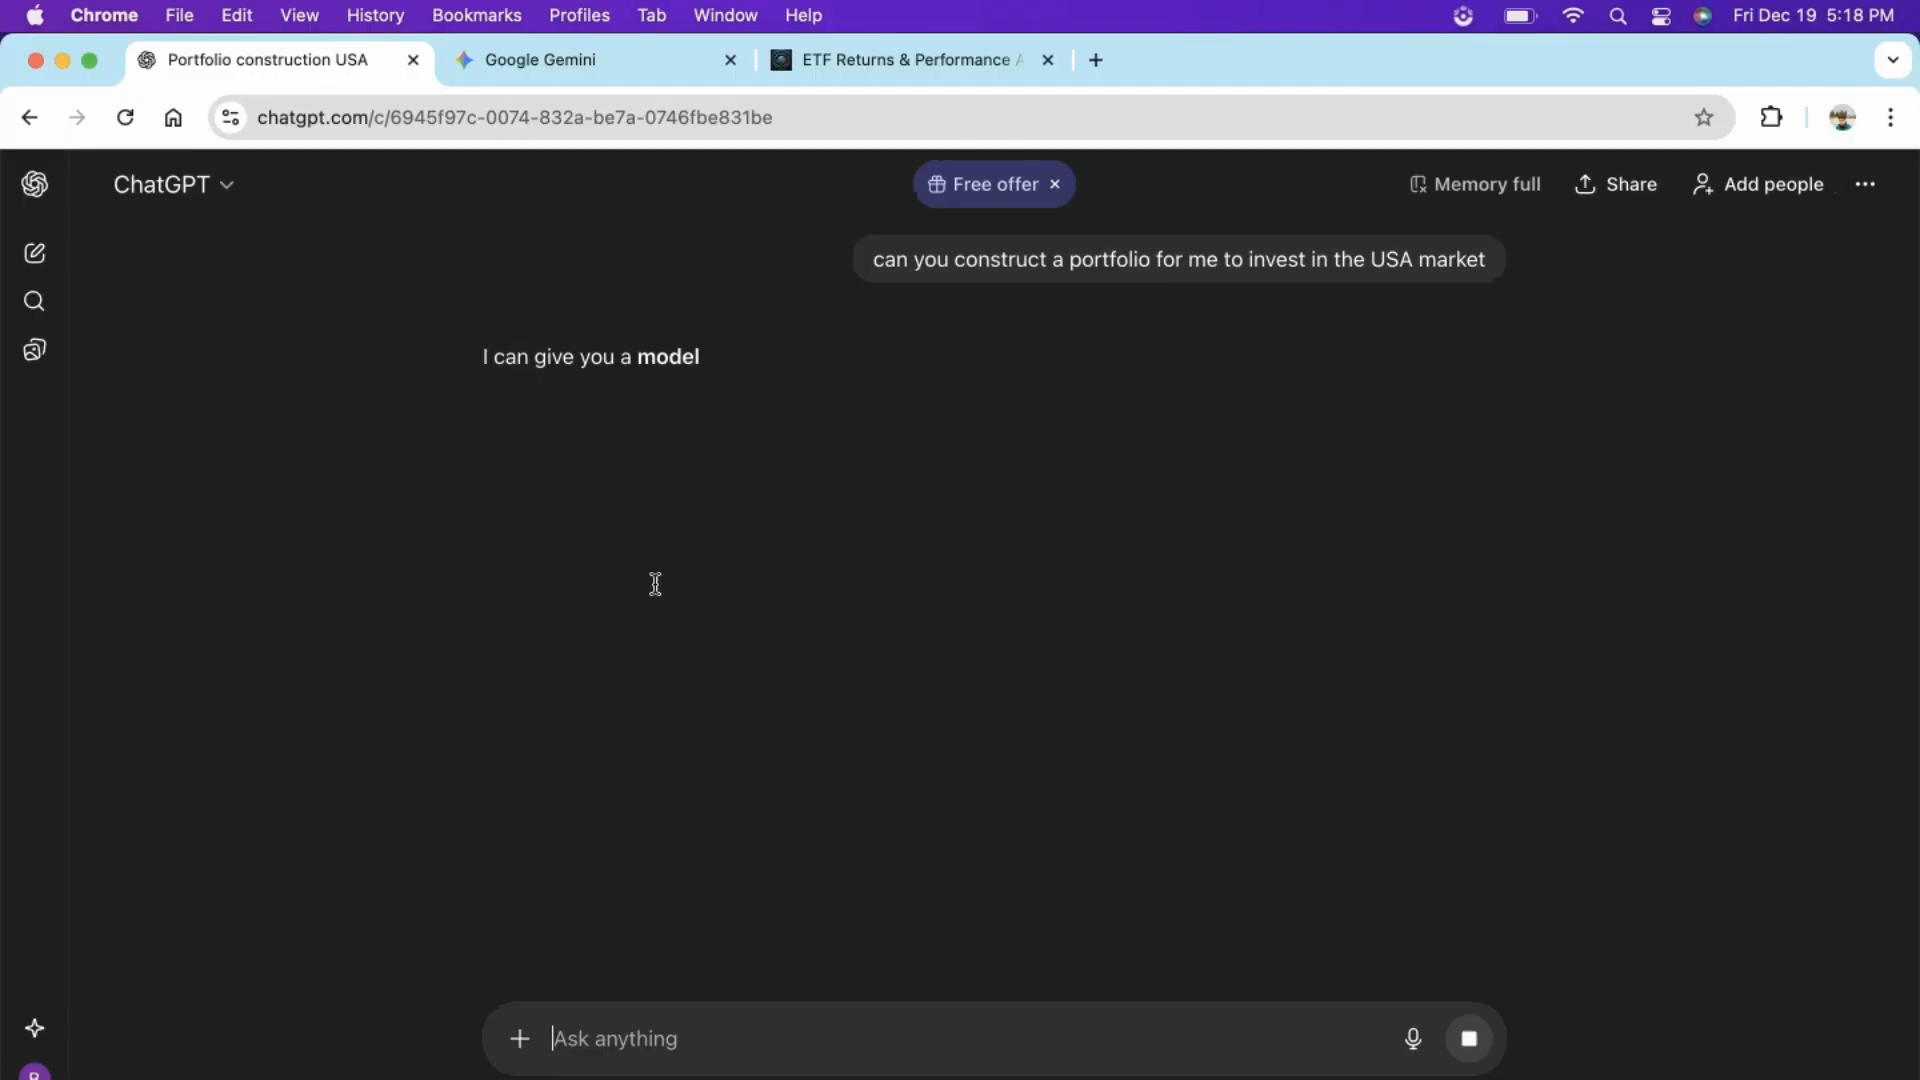 Chrome File Edit View History Bookmarks Profiles Tab Window Help Fri Dec 19 5:18 PM
Portfolio construction USA Google Gemini ETF Returns & Performance A
chatgpt.com/c/6945f97c-0074-832a-be7a-0746fbe831be
ChatGPT Free offer Memory full Share Add people
can you construct a portfolio for me to invest in the USA market
I can give you a model
Ask anything